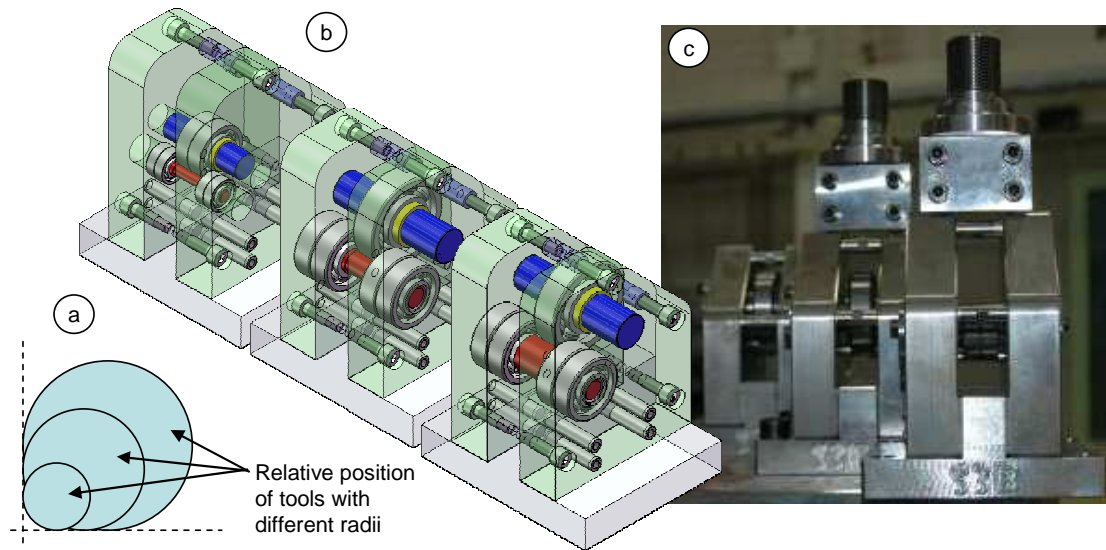 b
c
a
Relative position
of tools with
different radii